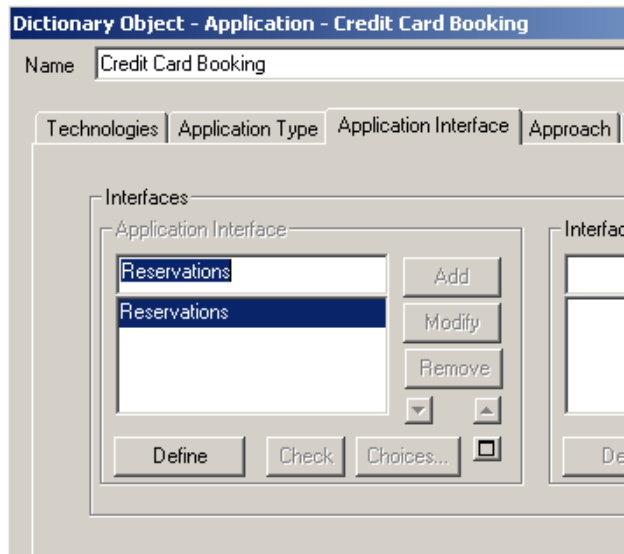 Dictionary Object - Application - Credit Card Booking
Name Credit Card Booking
Technologies Application Type Application Interface Approach
Interfaces
Application Interface
Reservations
Add
Reservations
Modify
Remove
Define Check Choices...